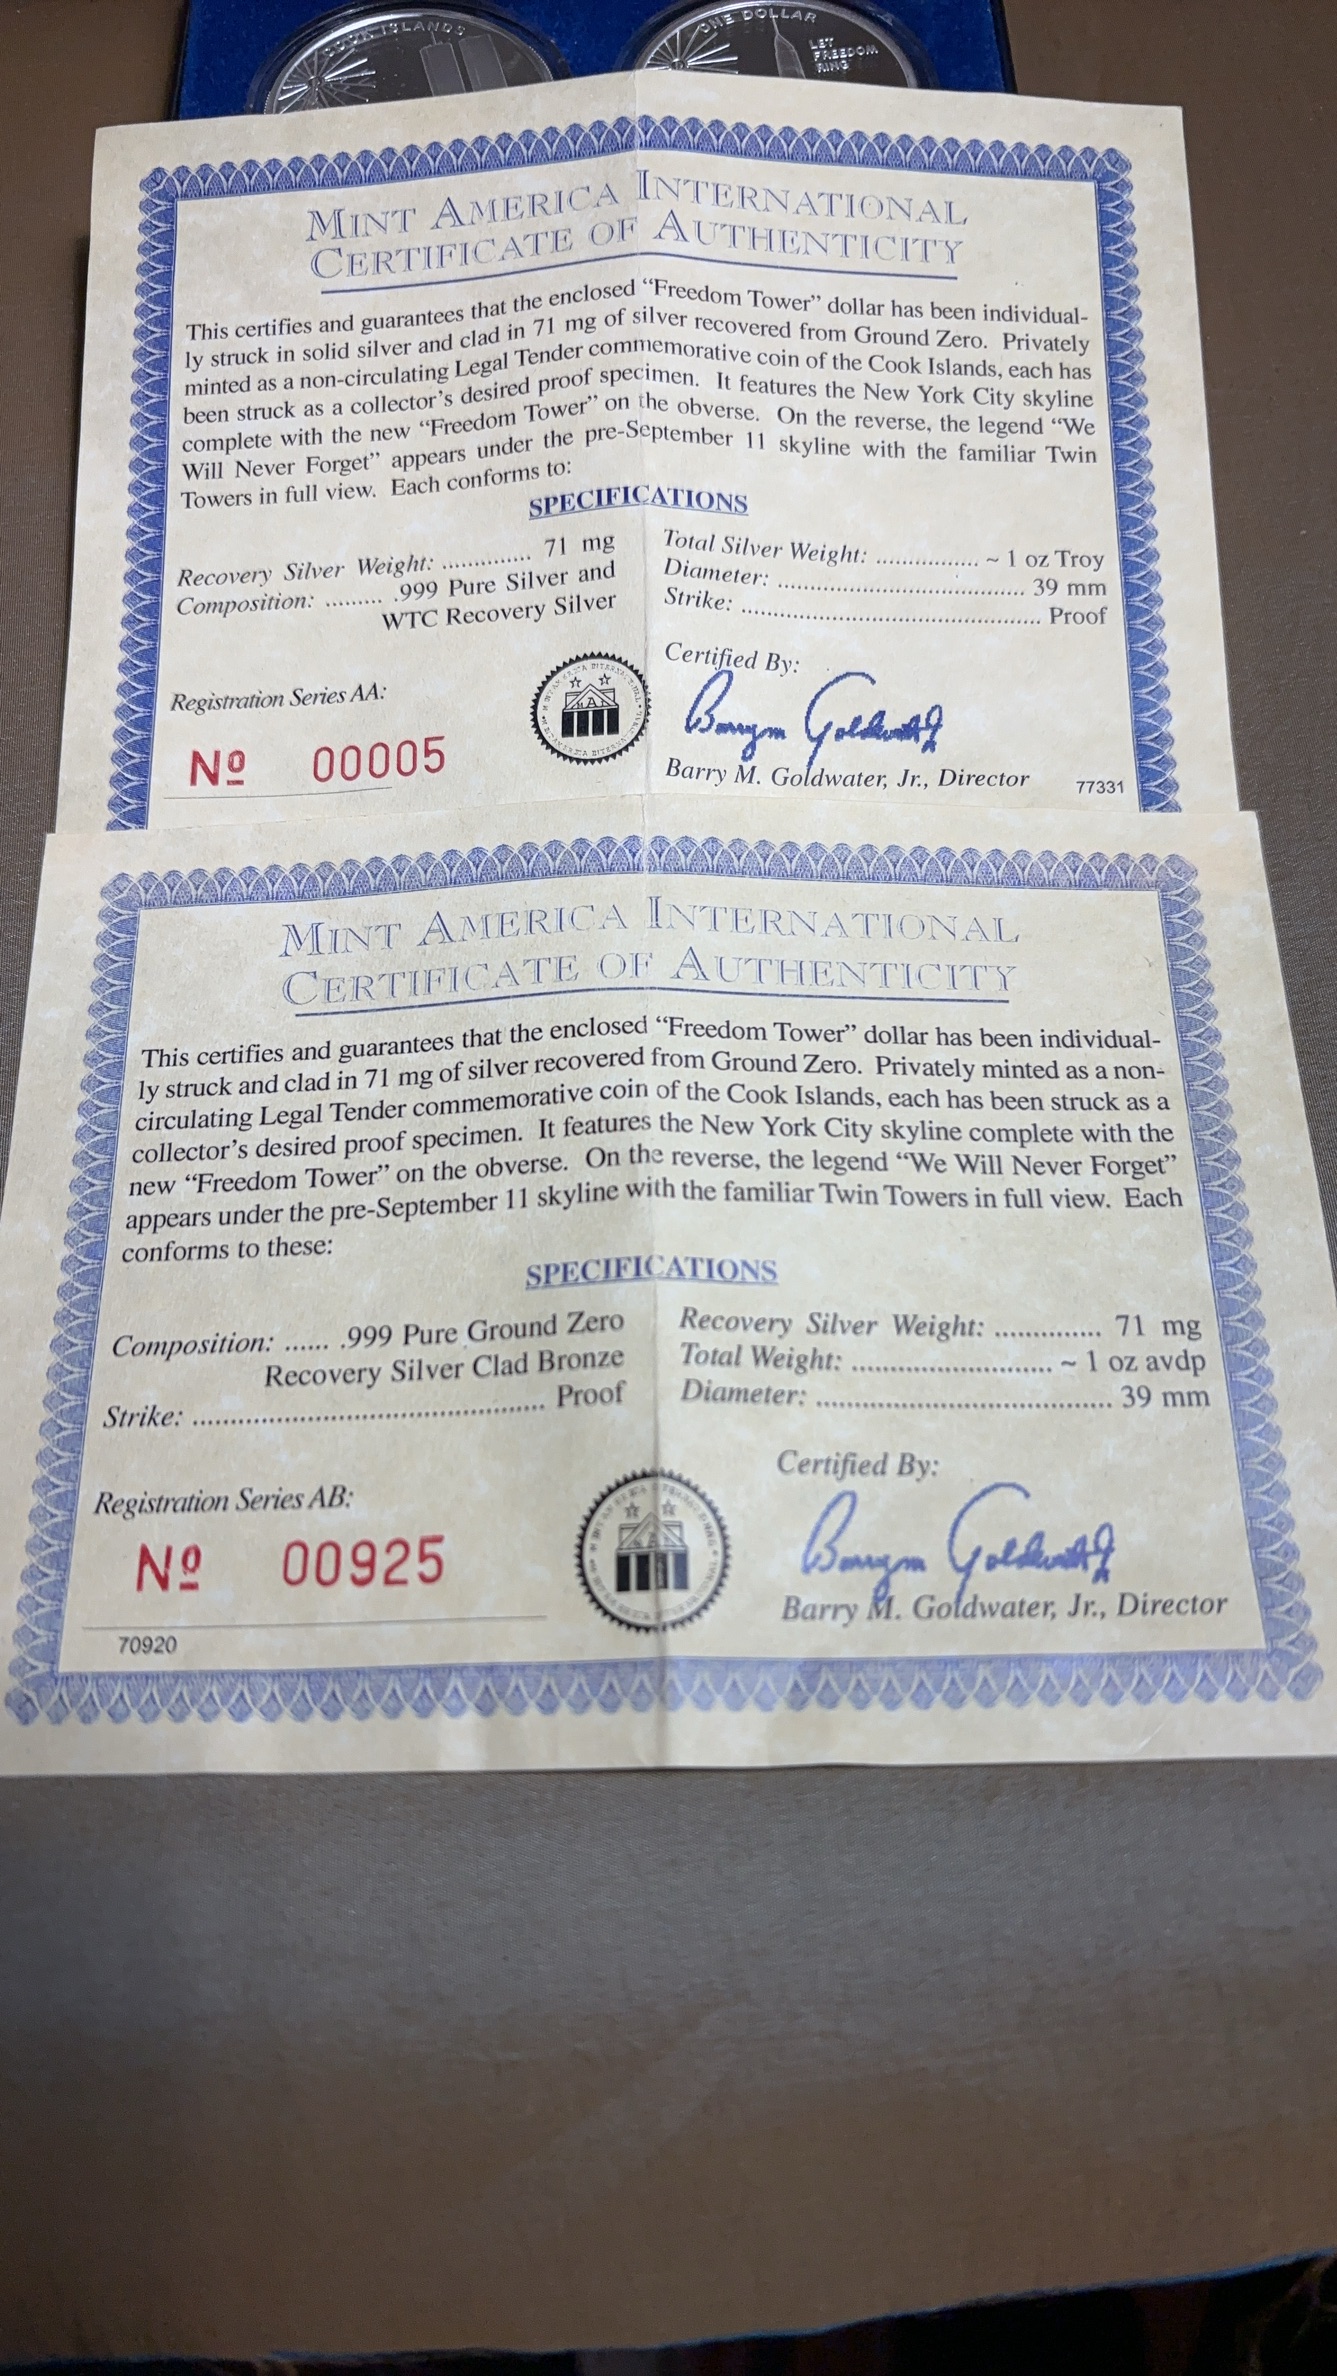 COOK ISLANDS
ONE DOLLAR
LET
FREEDOM
RING
MINT AMERICA INTERNATIONAL
CERTIFICATE OF AUTHENTICITY
This certifies and guarantees that the enclosed “Freedom Tower” dollar has been individual-
ly struck in solid silver and clad in 71 mg of silver recovered from Ground Zero. Privately
minted as a non-circulating Legal Tender commemorative coin of the Cook Islands, each has
been struck as a collector’s desired proof specimen. It features the New York City skyline
complete with the new “Freedom Tower” on the obverse. On the reverse, the legend “We
Will Never Forget” appears under the pre-September 11 skyline with the familiar Twin
Towers in full view. Each conforms to:
SPECIFICATIONS
Recovery Silver Weight: .............. 71 mg
Composition: ......... .999 Pure Silver and
WTC Recovery Silver
Total Silver Weight: ................. ~ 1 oz Troy
Diameter: ......................................... 39 mm
Strike: .................................................. Proof
Registration Series AA:
Nº 00005
Certified By:
Barry M. Goldwater, Jr., Director
77331
MINT AMERICA INTERNATIONAL
CERTIFICATE OF AUTHENTICITY
This certifies and guarantees that the enclosed “Freedom Tower” dollar has been individual-
ly struck and clad in 71 mg of silver recovered from Ground Zero. Privately minted as a non-
circulating Legal Tender commemorative coin of the Cook Islands, each has been struck as a
collector’s desired proof specimen. It features the New York City skyline complete with the
new “Freedom Tower” on the obverse. On the reverse, the legend “We Will Never Forget”
appears under the pre-September 11 skyline with the familiar Twin Towers in full view. Each
conforms to these:
SPECIFICATIONS
Composition: ...... .999 Pure Ground Zero
Recovery Silver Clad Bronze
Strike: .............................................. Proof
Recovery Silver Weight: .............. 71 mg
Total Weight: ............................. ~ 1 oz avdp
Diameter: ....................................... 39 mm
Registration Series AB:
Nº 00925
70920
Certified By:
Barry M. Goldwater, Jr., Director